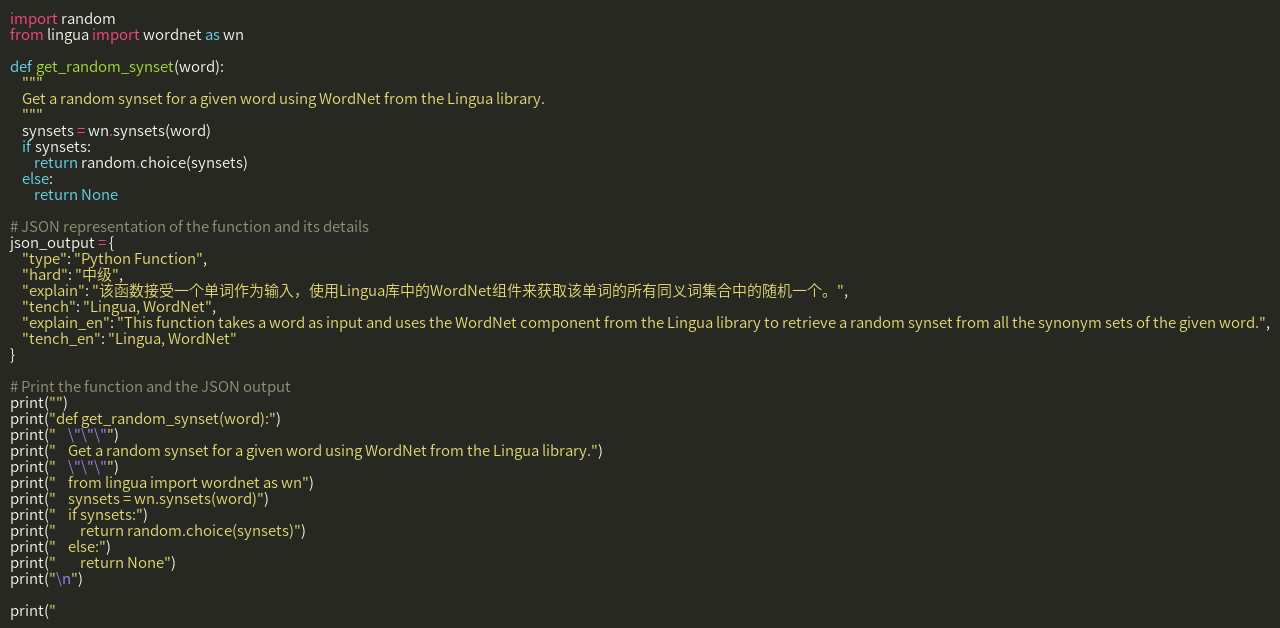 import random
from lingua import wordnet as wn
def get_random_synset(word):
"""
Get a random synset for a given word using WordNet from the Lingua library.
"""
synsets = wn.synsets(word)
if synsets:
return random.choice(synsets)
else:
return None
# JSON representation of the function and its details
json_output = {
"type": "Python Function",
"hard": "中级",
"explain": "该函数接受一个单词作为输入，使用Lingua库中的WordNet组件来获取该单词的所有同义词集合中的随机一个。",
"tench": "Lingua, WordNet",
"explain_en": "This function takes a word as input and uses the WordNet component from the Lingua library to retrieve a random synset from all the synonym sets of the given word.",
"tench_en": "Lingua, WordNet"
}
# Print the function and the JSON output
print("")
print("def get_random_synset(word):")
print("    \"\"\"")
print("    Get a random synset for a given word using WordNet from the Lingua library.")
print("    \"\"\"")
print("    from lingua import wordnet as wn")
print("    synsets = wn.synsets(word)")
print("    if synsets:")
print("        return random.choice(synsets)")
print("    else:")
print("        return None")
print("\n")
print("